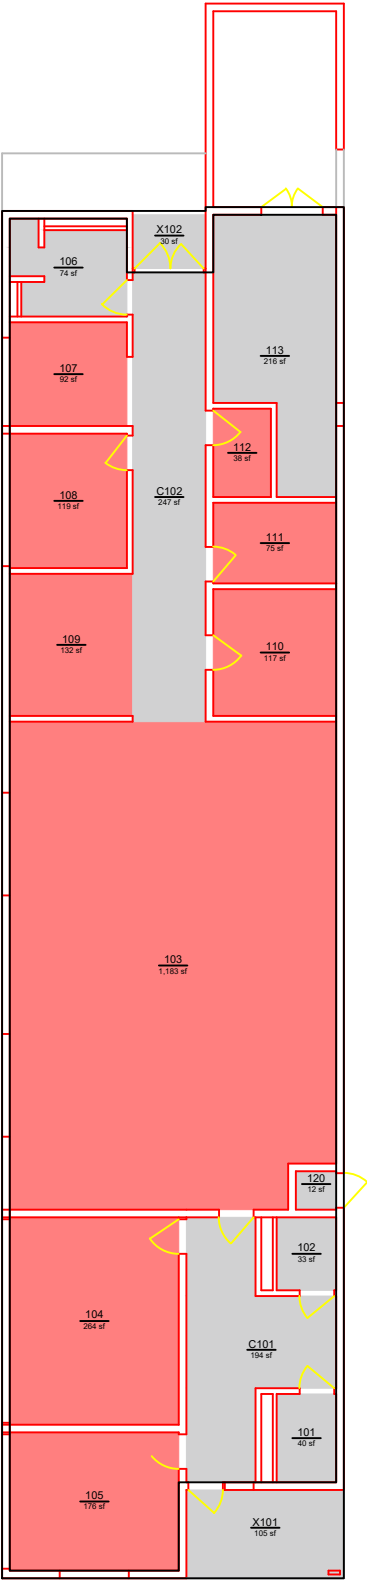 X102
30 sf
106
74 sf
113
216 sf
107
92 sf
112
38 sf
108
119 sf
C102
247 sf
111
75 sf
109
132 sf
110
117 sf
103
1,183 sf
120
12 sf
102
33 sf
104
264 sf
C101
194 sf
101
40 sf
105
176 sf
X101
105 sf